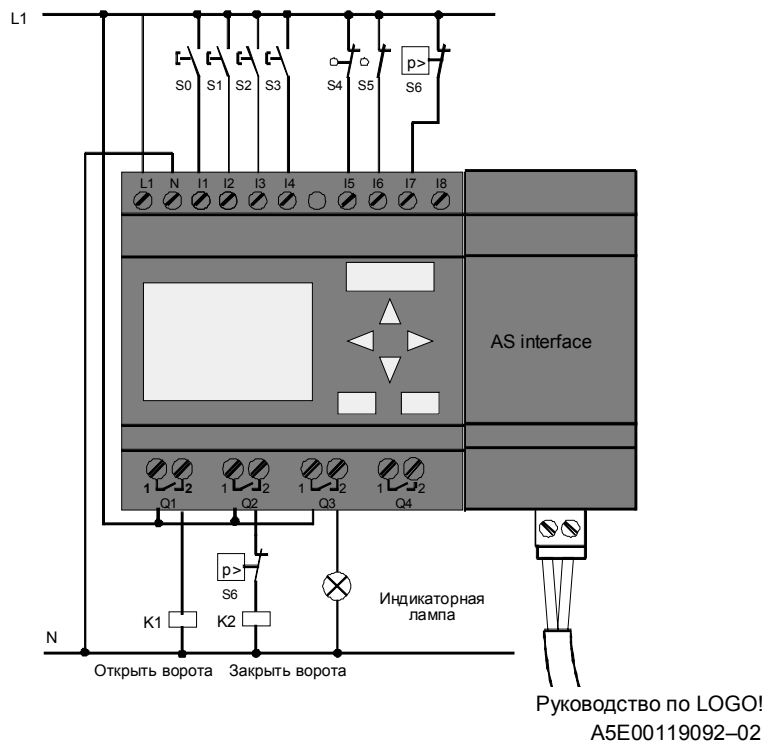 L1
S0 S1 S2 S3 S4 S5 p>
S6
L1 N I1 I2 I3 I4 I5 I6 I7 I8
AS interface
1 2 1 2 1 2 1 2
Q1 Q2 Q3 Q4
p>
S6
K1 K2
Индикаторная
лампа
N
Открыть ворота Закрыть ворота
Руководство по LOGO!
A5E00119092–02